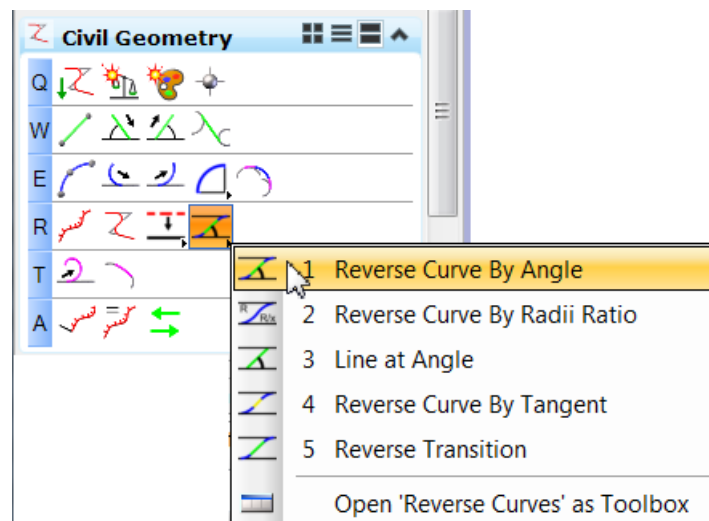 Civil Geometry
Q
W
E
R
T
A
1 Reverse Curve By Angle
R R/x 2 Reverse Curve By Radii Ratio
3 Line at Angle
4 Reverse Curve By Tangent
5 Reverse Transition
Open 'Reverse Curves' as Toolbox